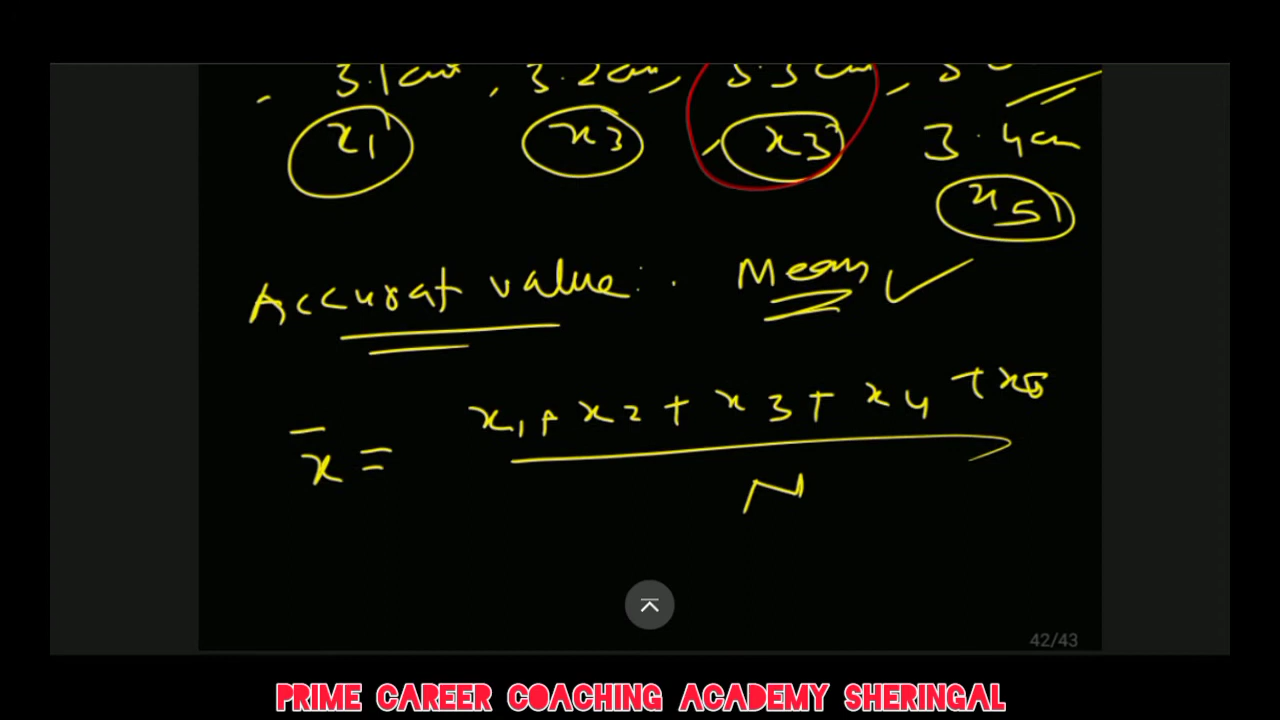 , 3.1cm , 3.2cm, 3.3cm ,
x1 x3 , x3 3.4cm
x5
Accurat value: . Mean
x̄ = x1 + x2 + x3 + x4 + x5
N
42/43
PRIME CAREER COACHING ACADEMY SHERINGAL